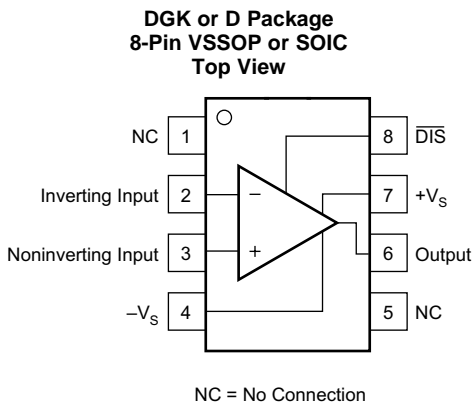 DGK or D Package
8-Pin VSSOP or SOIC
Top View
NC 1
8 DIS
Inverting Input 2
−
7 +VS
Noninverting Input 3
+
6 Output
−VS 4
5 NC
NC = No Connection